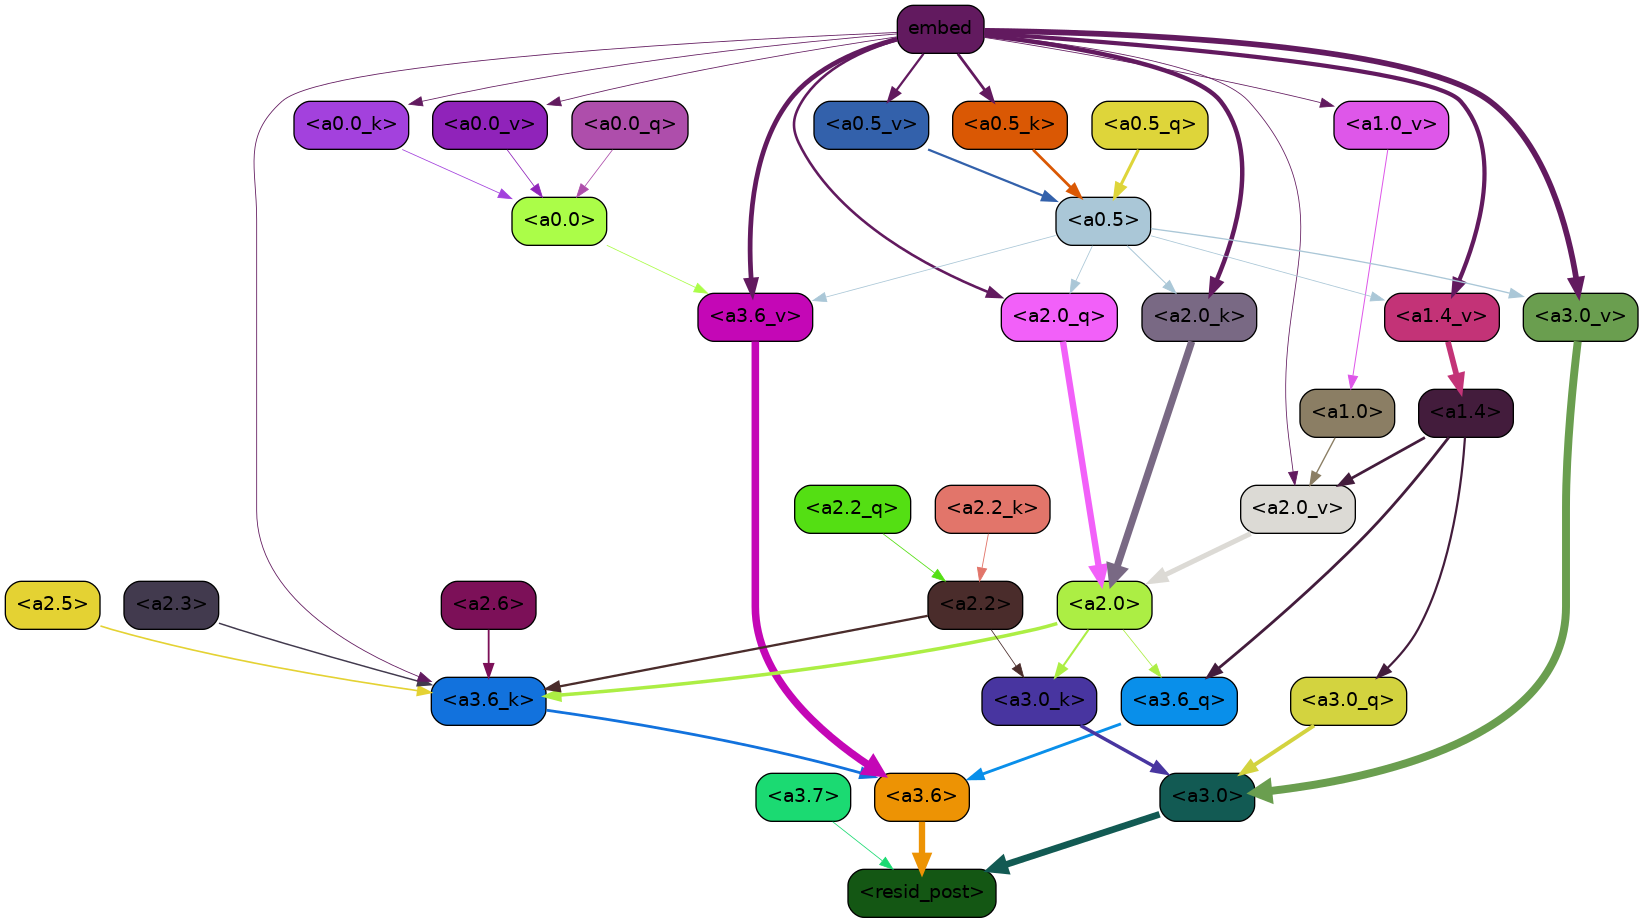 embed
<a0.0_k>
<a0.0_v>
<a0.0_q>
<a0.5_v>
<a0.5_k>
<a0.5_q>
<a1.0_v>
<a0.0>
<a0.5>
<a3.6_v>
<a2.0_q>
<a2.0_k>
<a1.4_v>
<a3.0_v>
<a1.0>
<a1.4>
<a2.2_q>
<a2.2_k>
<a2.0_v>
<a2.5>
<a2.3>
<a2.6>
<a2.2>
<a2.0>
<a3.6_k>
<a3.0_k>
<a3.6_q>
<a3.0_q>
<a3.7>
<a3.6>
<a3.0>
<resid_post>